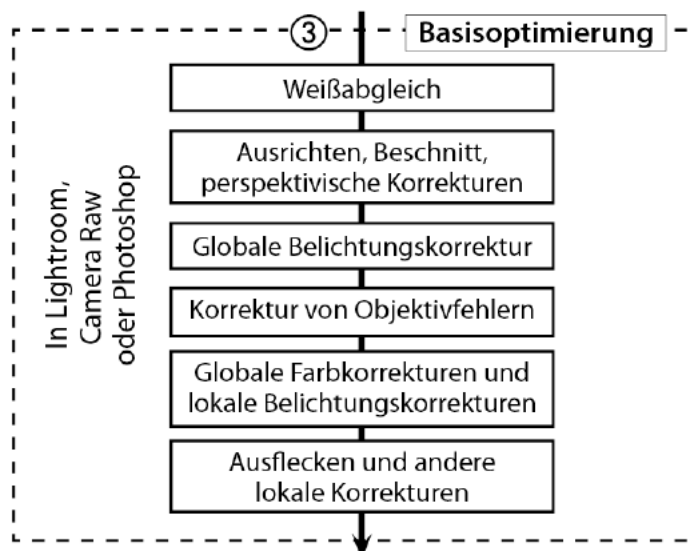 ③ Basisoptimierung
Weißabgleich
Ausrichten, Beschnitt,
perspektivische Korrekturen
Globale Belichtungskorrektur
Korrektur von Objektivfehlern
Globale Farbkorrekturen und
lokale Belichtungskorrekturen
Ausflecken und andere
lokale Korrekturen
In Lightroom,
Camera Raw
oder Photoshop